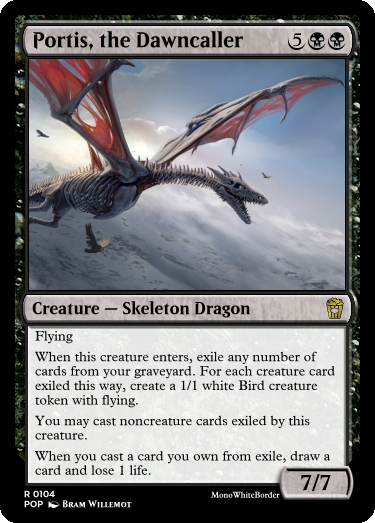 Portis, the Dawncaller 5
Creature — Skeleton Dragon
Flying
When this creature enters, exile any number of
cards from your graveyard. For each creature card
exiled this way, create a 1/1 white Bird creature
token with flying.
You may cast noncreature cards exiled by this
creature.
When you cast a card you own from exile, draw a
card and lose 1 life.
7/7
R 0104
POP Bram Willemot
MonoWhiteBorder